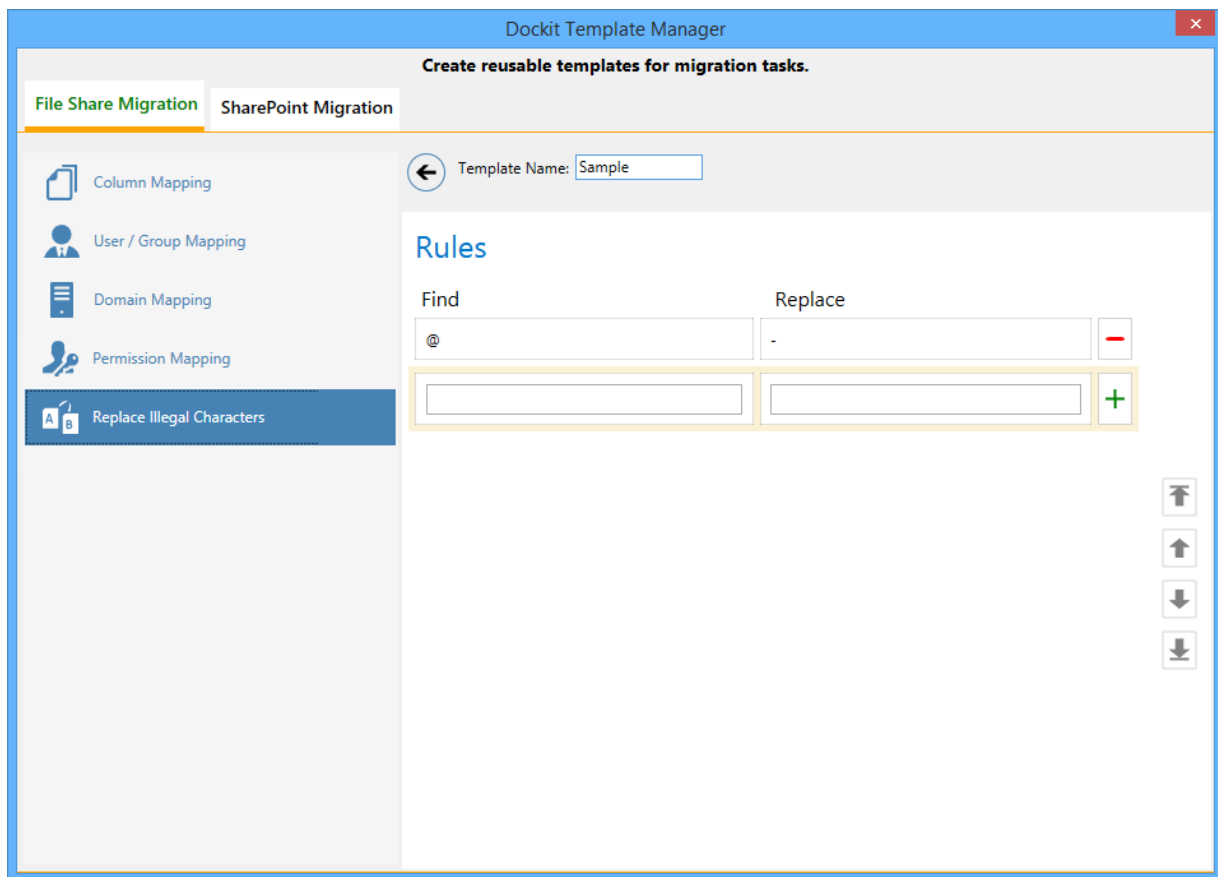 Dockit Template Manager
Create reusable templates for migration tasks.
File Share Migration
SharePoint Migration
Column Mapping
User / Group Mapping
Domain Mapping
Permission Mapping
A B Replace Illegal Characters
Template Name: Sample
Rules
Find Replace
@ -